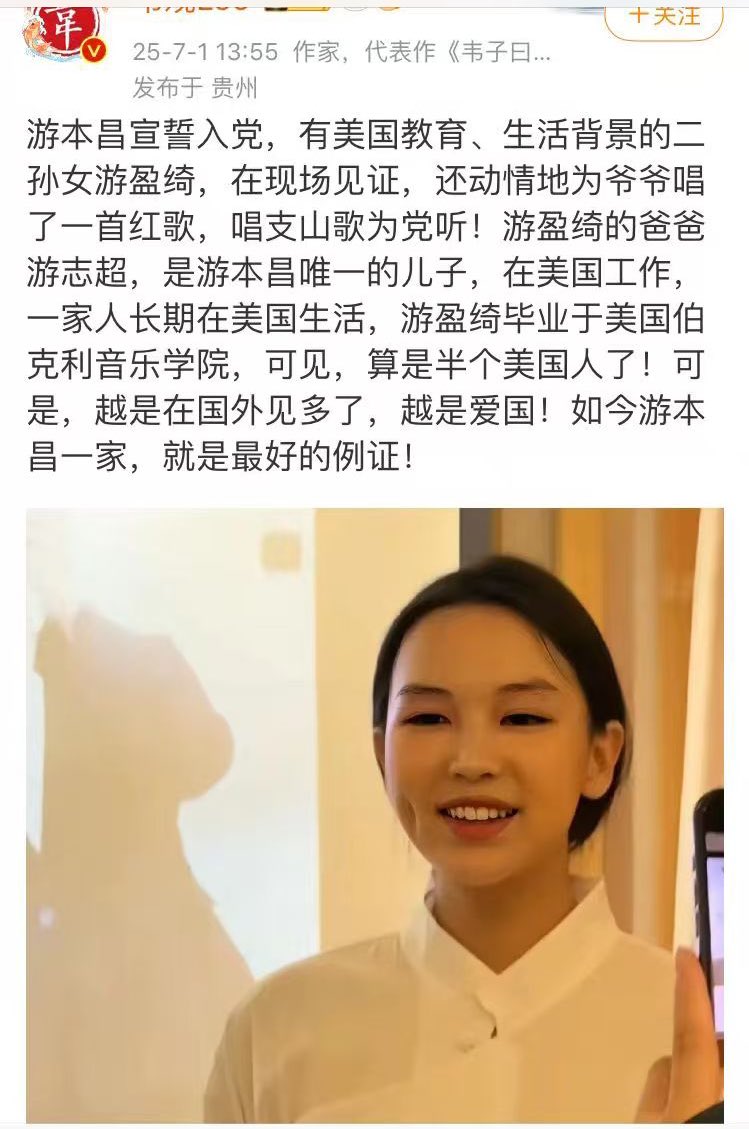 +关注
25-7-1 13:55 作家，代表作《韦子曰...
发布于 贵州
游本昌宣誓入党，有美国教育、生活背景的二
孙女游盈绮，在现场见证，还动情地为爷爷唱
了一首红歌，唱支山歌为党听！游盈绮的爸爸
游志超，是游本昌唯一的儿子，在美国工作，
一家人长期在美国生活，游盈绮毕业于美国伯
克利音乐学院，可见，算是半个美国人了！可
是，越是在国外见多了，越是爱国！如今游本
昌一家，就是最好的例证！